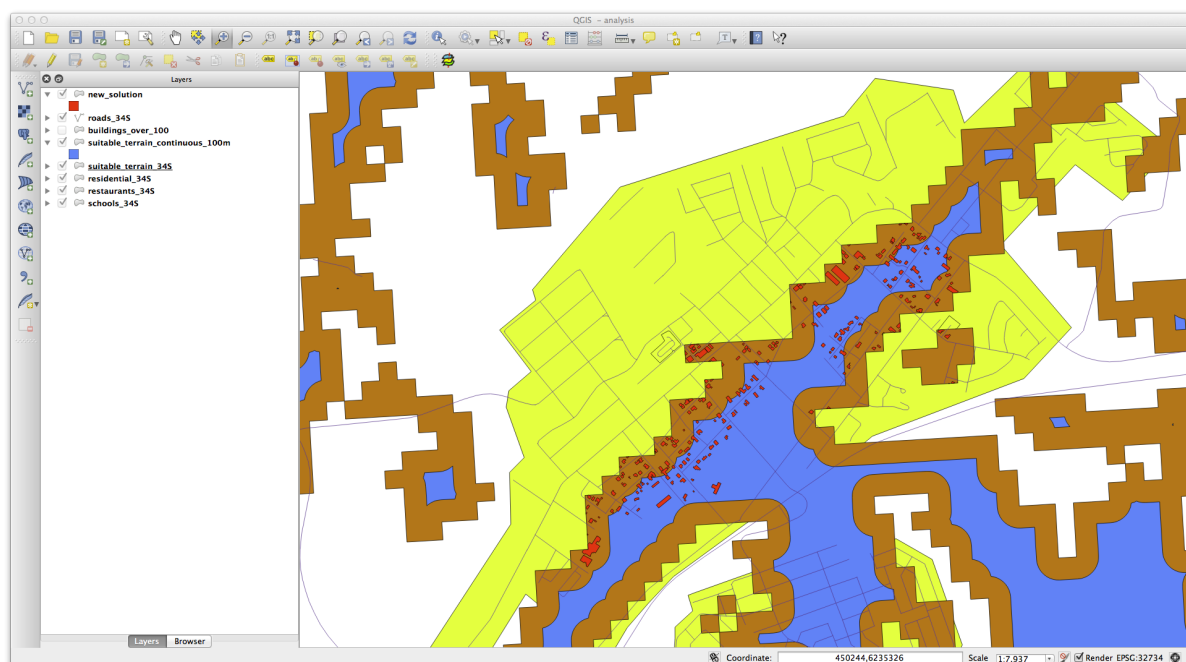 QGIS - analysis
Layers
new_solution
roads_34S
buildings_over_100
suitable_terrain_continuous_100m
suitable_terrain_34S
residential_34S
restaurants_34S
schools_34S
Layers Browser
Coordinate: 450244,6235326 Scale 1:7,937 Render EPSG:32734